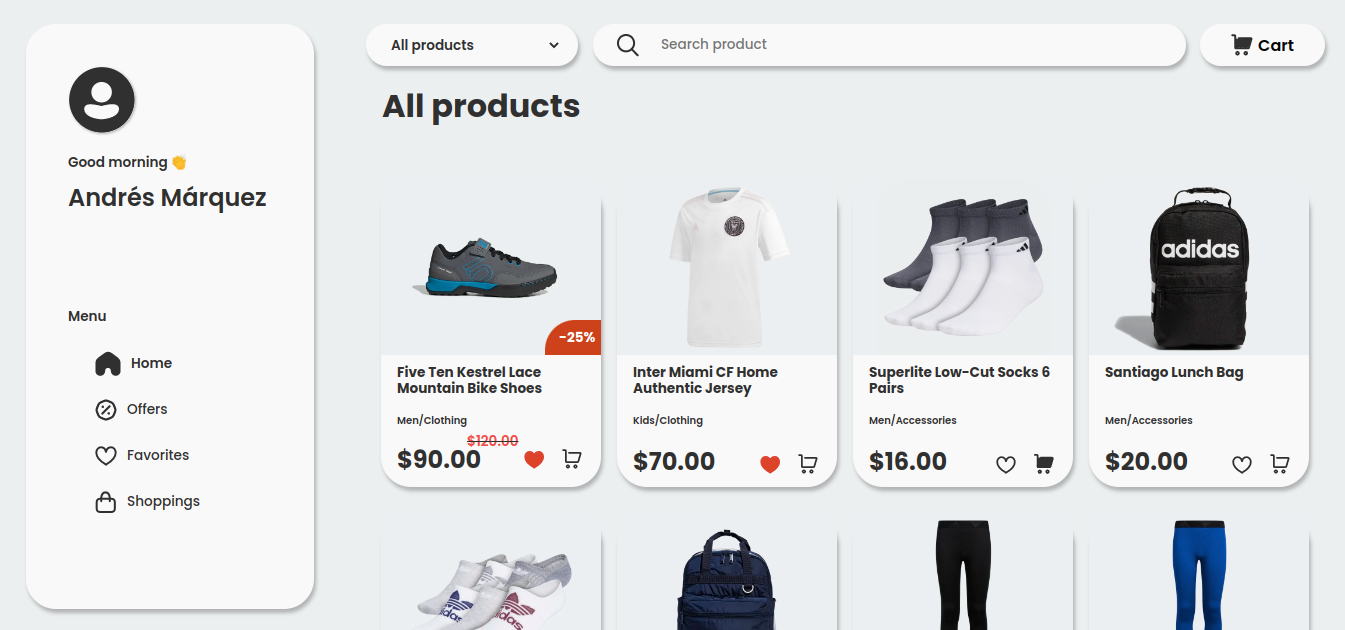 All products
Search product
Cart
Good morning 👋
Andrés Márquez
Menu
Home
Offers
Favorites
Shoppings
All products
-25%
Five Ten Kestrel Lace
Mountain Bike Shoes
Men/Clothing
$120.00
$90.00
Inter Miami CF Home
Authentic Jersey
Kids/Clothing
$70.00
Superlite Low-Cut Socks 6
Pairs
Men/Accessories
$16.00
adidas
Santiago Lunch Bag
Men/Accessories
$20.00